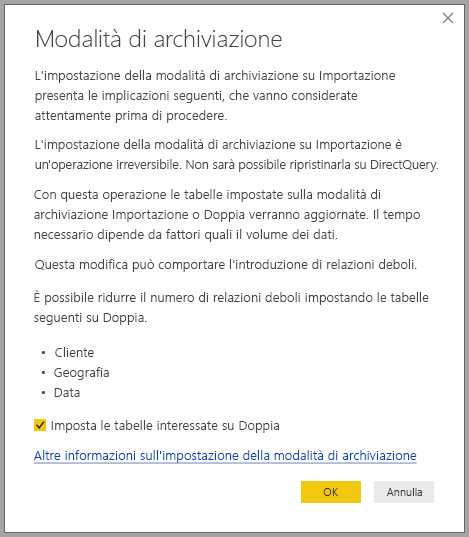 Modalità di archiviazione
L'impostazione della modalità di archiviazione su Importazione
presenta le implicazioni seguenti, che vanno considerate
attentamente prima di procedere.
L'impostazione della modalità di archiviazione su Importazione è
un'operazione irreversibile. Non sarà possibile ripristinarla su DirectQuery.
Con questa operazione le tabelle impostate sulla modalità di
archiviazione Importazione o Doppia verranno aggiornate. Il tempo
necessario dipende da fattori quali il volume dei dati.
Questa modifica può comportare l'introduzione di relazioni deboli.
È possibile ridurre il numero di relazioni deboli impostando le tabelle
seguenti su Doppia.
• Cliente
• Geografia
• Data
Imposta le tabelle interessate su Doppia
Altre informazioni sull'impostazione della modalità di archiviazione
OK
Annulla